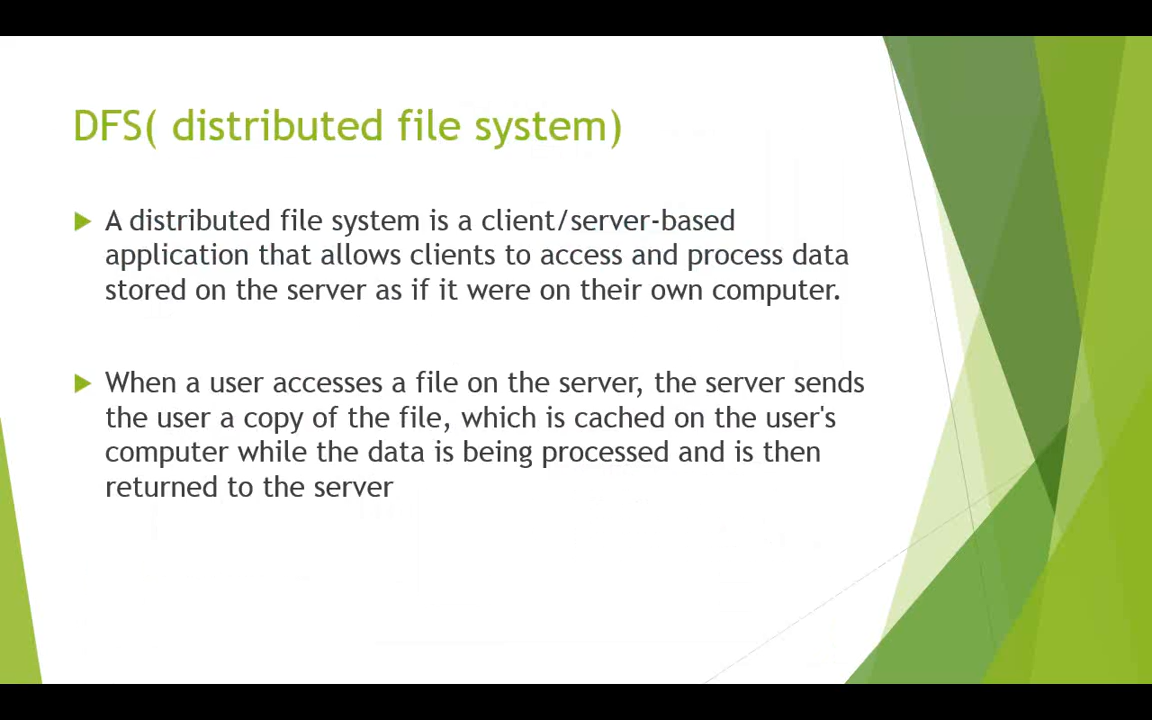 DFS( distributed file system)
A distributed file system is a client/server-based
application that allows clients to access and process data
stored on the server as if it were on their own computer.
When a user accesses a file on the server, the server sends
the user a copy of the file, which is cached on the user's
computer while the data is being processed and is then
returned to the server